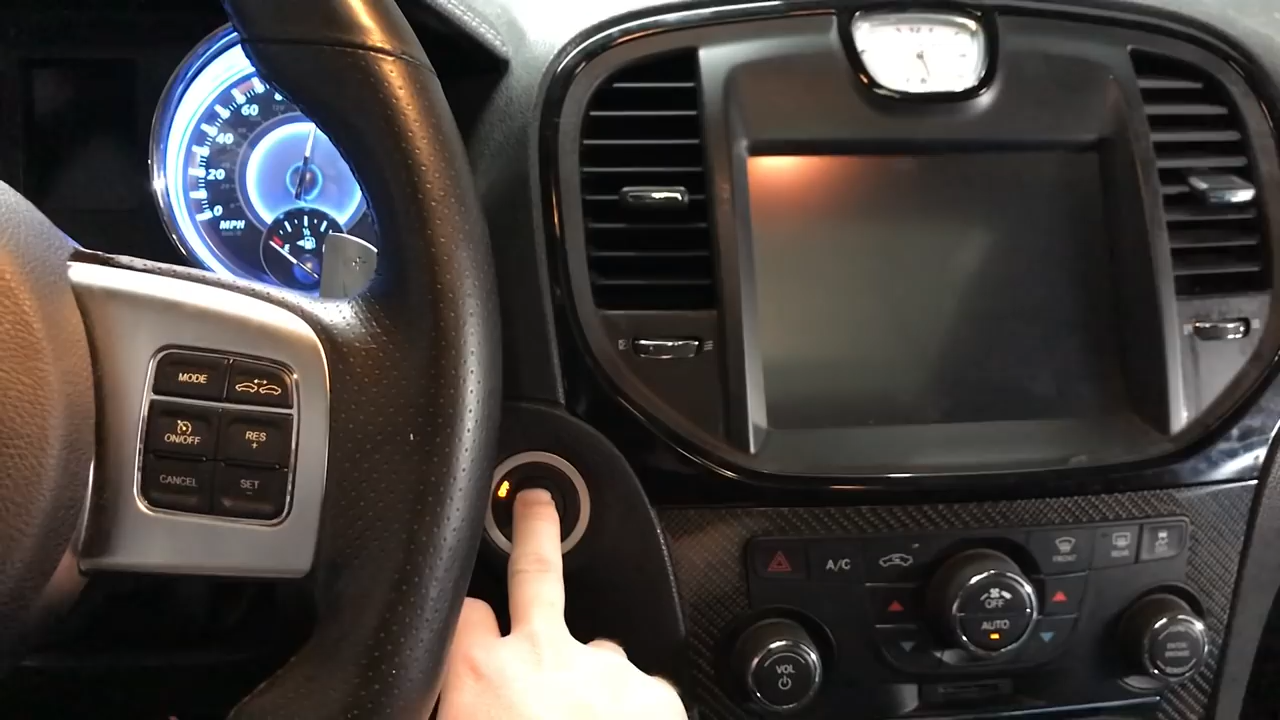 60
40
20
0
MPH
E
MODE
ON/OFF
RES
+
CANCEL
SET
-
A/C
FRONT
REAR
OFF
AUTO
VOL